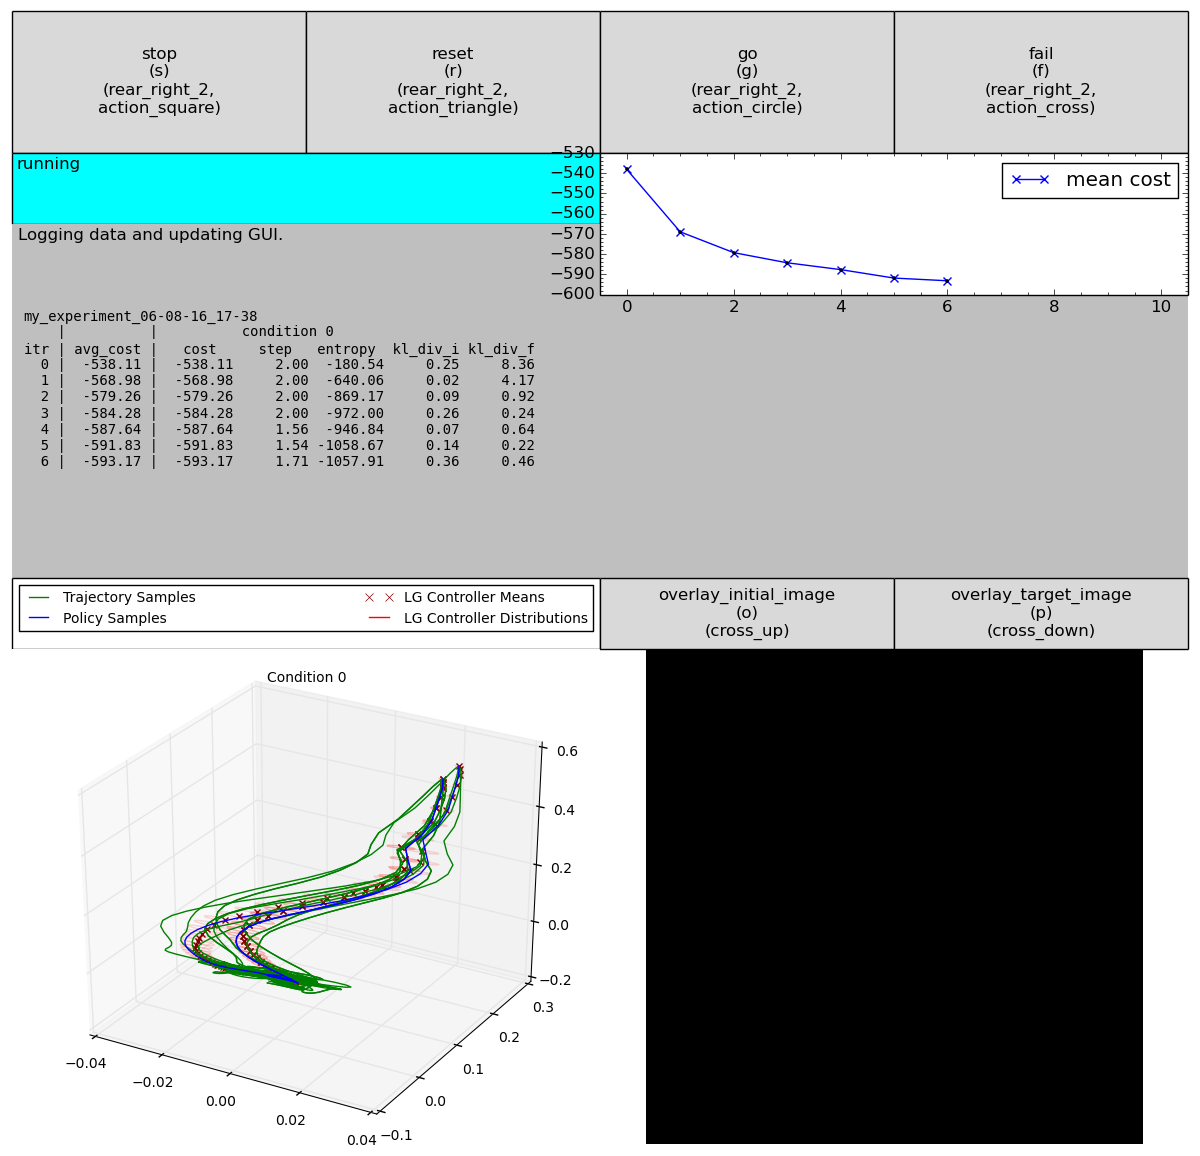 stop
(s)
(rear_right_2,
action_square)
reset
(r)
(rear_right_2,
action_triangle)
go
(g)
(rear_right_2,
action_circle)
fail
(f)
(rear_right_2,
action_cross)
running
Logging data and updating GUI.
−530
−540
−550
−560
−570
−580
−590
−600
0 2 4 6 8 10
mean cost
my_experiment_06-08-16_17-38
| | condition 0
itr | avg_cost | cost step entropy kl_div_i kl_div_f
0 | -538.11 | -538.11 2.00 -180.54 0.25 8.36
1 | -568.98 | -568.98 2.00 -640.06 0.02 4.17
2 | -579.26 | -579.26 2.00 -869.17 0.09 0.92
3 | -584.28 | -584.28 2.00 -972.00 0.26 0.24
4 | -587.64 | -587.64 1.56 -946.84 0.07 0.64
5 | -591.83 | -591.83 1.54 -1058.67 0.14 0.22
6 | -593.17 | -593.17 1.71 -1057.91 0.36 0.46
Trajectory Samples
Policy Samples
LG Controller Means
LG Controller Distributions
overlay_initial_image
(o)
(cross_up)
overlay_target_image
(p)
(cross_down)
Condition 0
0.6
0.4
0.2
0.0
−0.2
0.3
0.2
0.1
0.0
−0.1
−0.04
−0.02
0.00
0.02
0.04